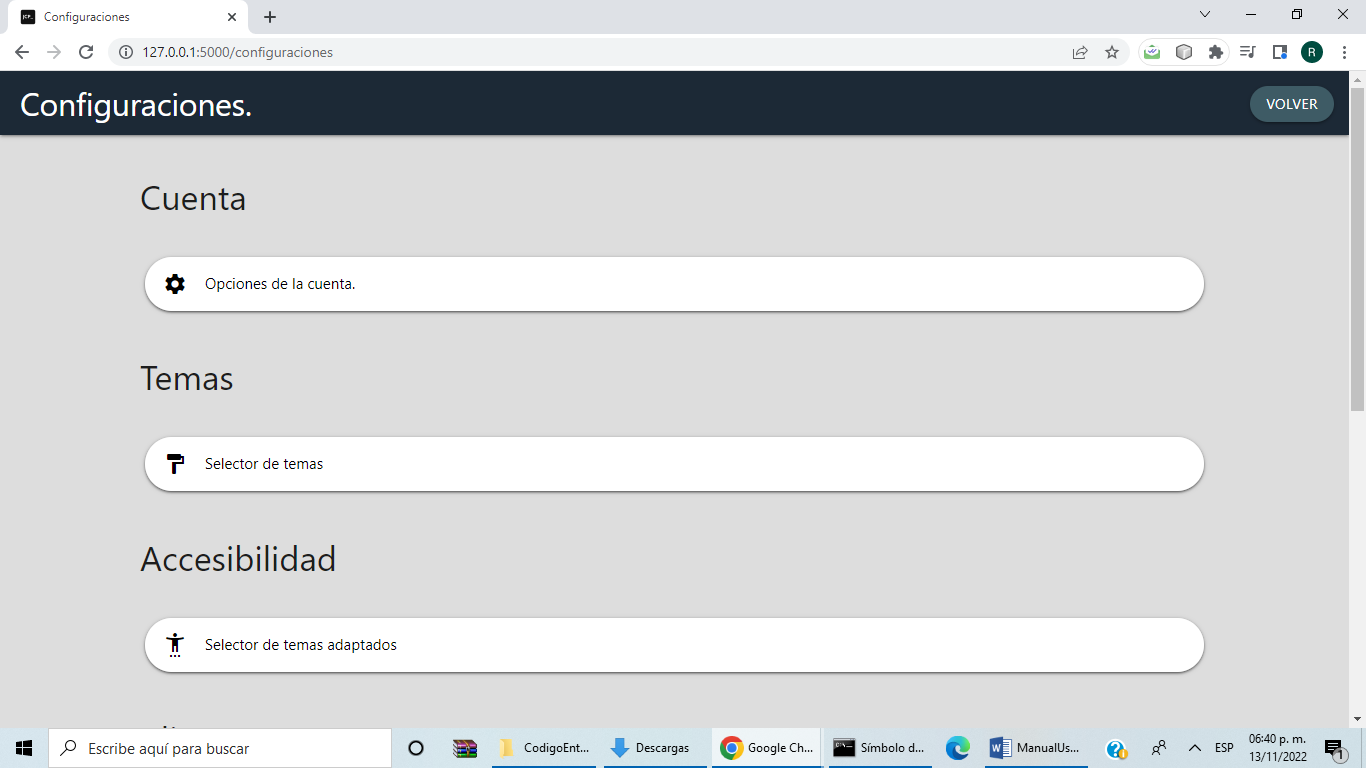 Configuraciones
127.0.0.1:5000/configuraciones
R
Configuraciones.
VOLVER
Cuenta
Opciones de la cuenta.
Temas
Selector de temas
Accesibilidad
Selector de temas adaptados
Escribe aquí para buscar
CodigoEnt...
Descargas
Google Ch...
Símbolo d...
ManualUs...
ESP
06:40 p. m.
13/11/2022
1